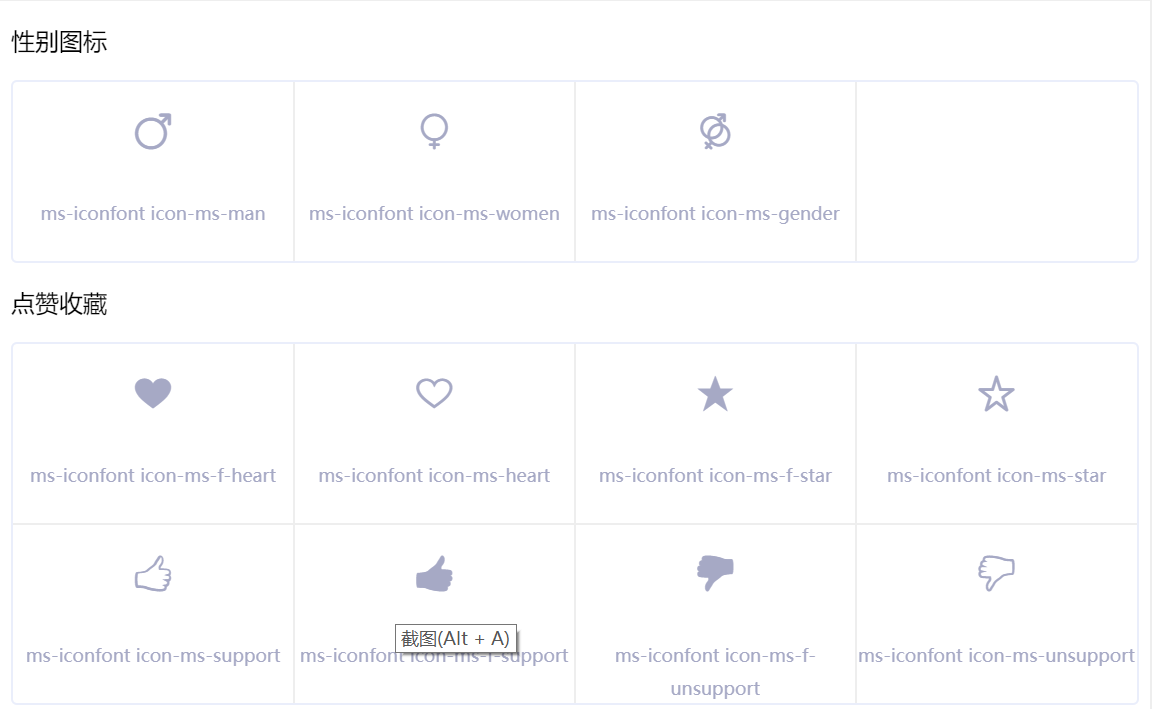 性别图标
ms-iconfont icon-ms-man
ms-iconfont icon-ms-women
ms-iconfont icon-ms-gender
点赞收藏
ms-iconfont icon-ms-f-heart
ms-iconfont icon-ms-heart
ms-iconfont icon-ms-f-star
ms-iconfont icon-ms-star
截图(Alt + A)
ms-iconfont icon-ms-support
ms-iconfont icon-ms-f-support
ms-iconfont icon-ms-f-
unsupport
ms-iconfont icon-ms-unsupport